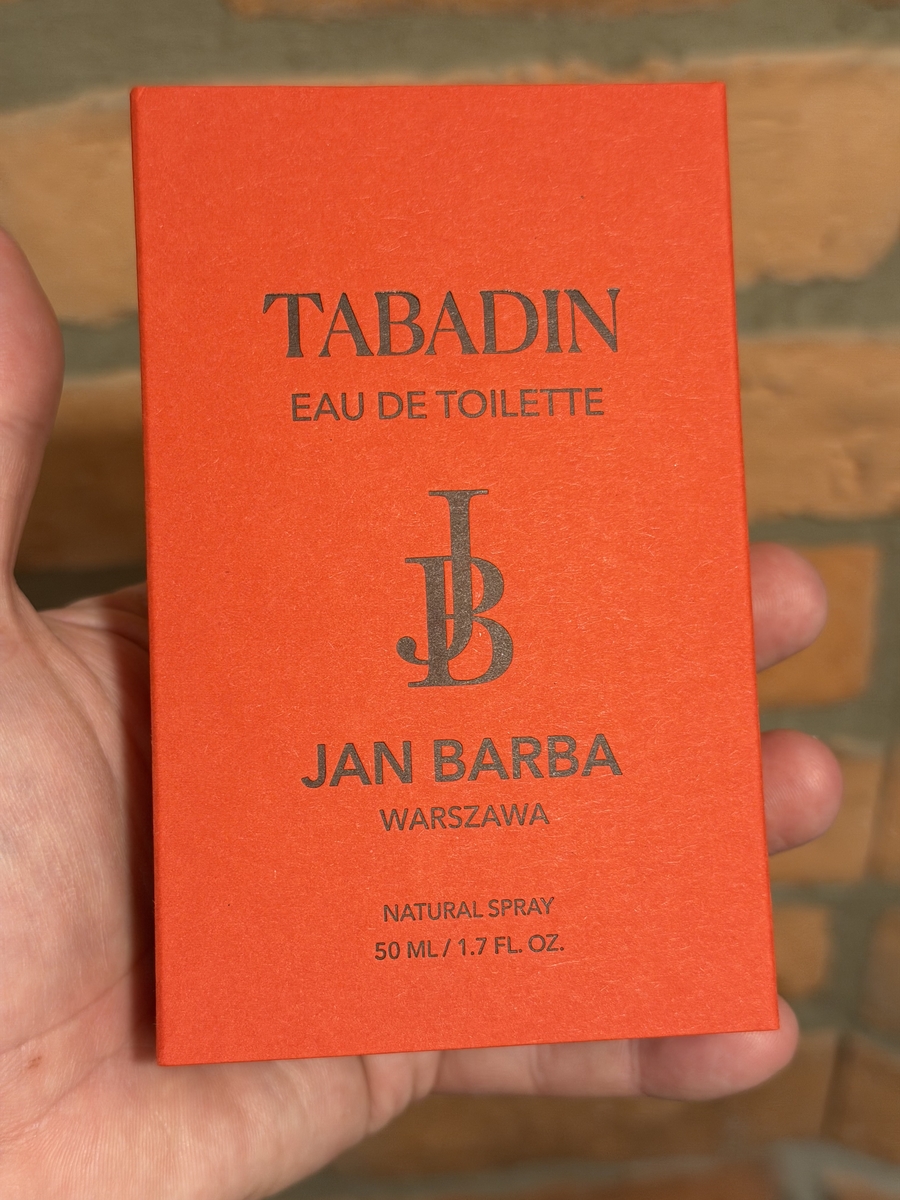 TABADIN
EAU DE TOILETTE
JB
JAN BARBA
WARSZAWA
NATURAL SPRAY
50 ML / 1.7 FL. OZ.